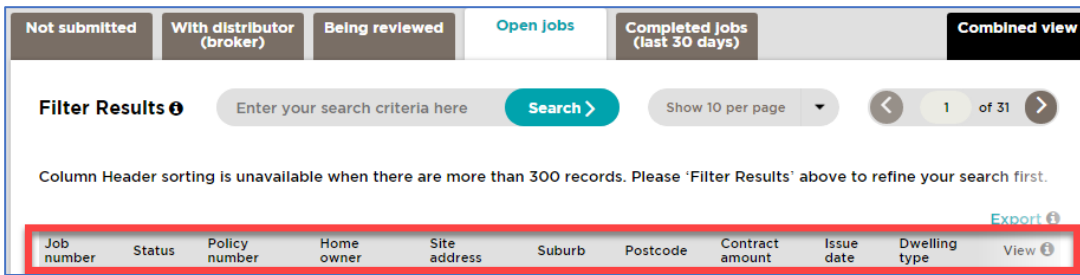 Not submitted
With distributor
(broker)
Being reviewed
Open jobs
Completed jobs
(last 30 days)
Combined view
Filter Results
Enter your search criteria here
Search
Show 10 per page
1 of 31
Column Header sorting is unavailable when there are more than 300 records. Please ‘Filter Results’ above to refine your search first.
Export
Job
number
Status
Policy
number
Home
owner
Site
address
Suburb
Postcode
Contract
amount
Issue
date
Dwelling
type
View